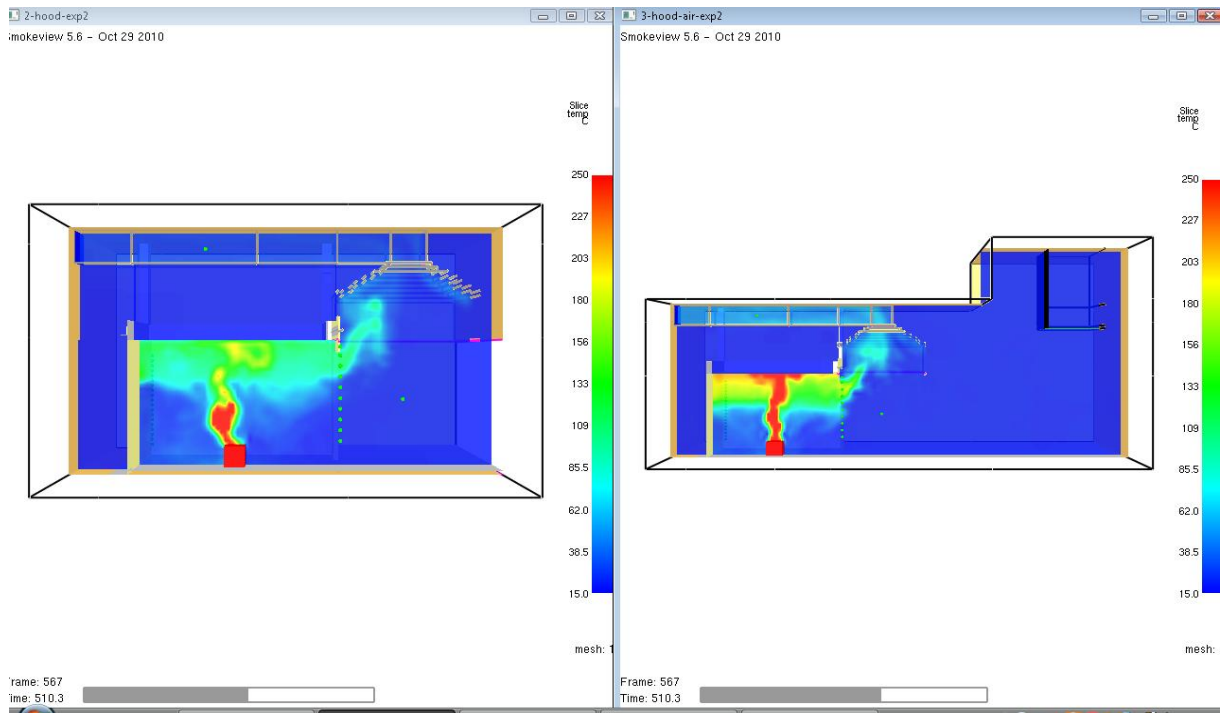 2-hood-exp2
Smokeview 5.6 - Oct 29 2010
Slice
temp
C
250
227
203
180
156
133
109
85.5
62.0
38.5
15.0
mesh: 1
Frame: 567
Time: 510.3
3-hood-air-exp2
Smokeview 5.6 - Oct 29 2010
Slice
temp
C
250
227
203
180
156
133
109
85.5
62.0
38.5
15.0
mesh:
Frame: 567
Time: 510.3